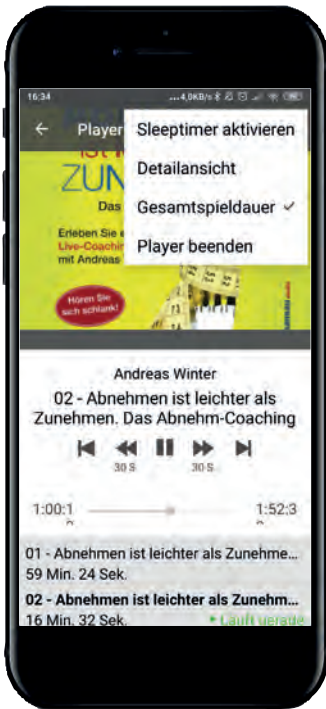 16:34 ...4,0KB/s
← Player
Sleeptimer aktivieren
Detailansicht
Gesamtspieldauer ✓
Player beenden
ZUN
Das
Erleben Sie e
Live-Coachin
mit Andreas
Hören Sie
sich schlank!
Andreas Winter
02 - Abnehmen ist leichter als
Zunehmen. Das Abnehm-Coaching
30 S 30 S
1:00:1 1:52:3
01 - Abnehmen ist leichter als Zunehme...
59 Min. 24 Sek.
02 - Abnehmen ist leichter als Zunehm...
16 Min. 32 Sek. • Läuft gerade